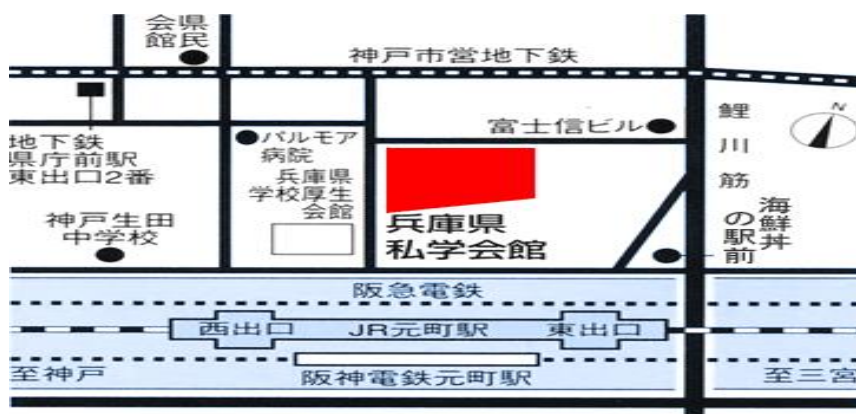 県民
会館
神戸市営地下鉄
地下鉄
県庁前駅
東出口2番
パルモア
病院
兵庫県
学校厚生
会館
富士信ビル
鯉川筋
N
海鮮丼
の駅前
神戸生田
中学校
兵庫県
私学会館
阪急電鉄
西出口
JR元町駅
東出口
至神戸
阪神電鉄元町駅
至三宮